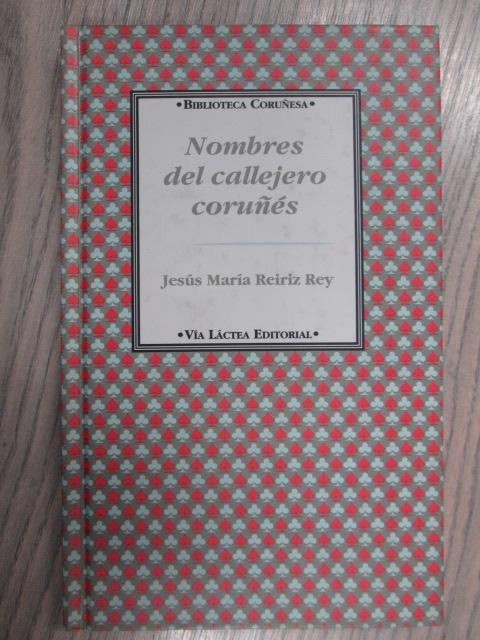 •BIBLIOTECA CORUÑESA•
Nombres
del callejero
coruñés
Jesús María Reiriz Rey
•VÍA LÁCTEA EDITORIAL•